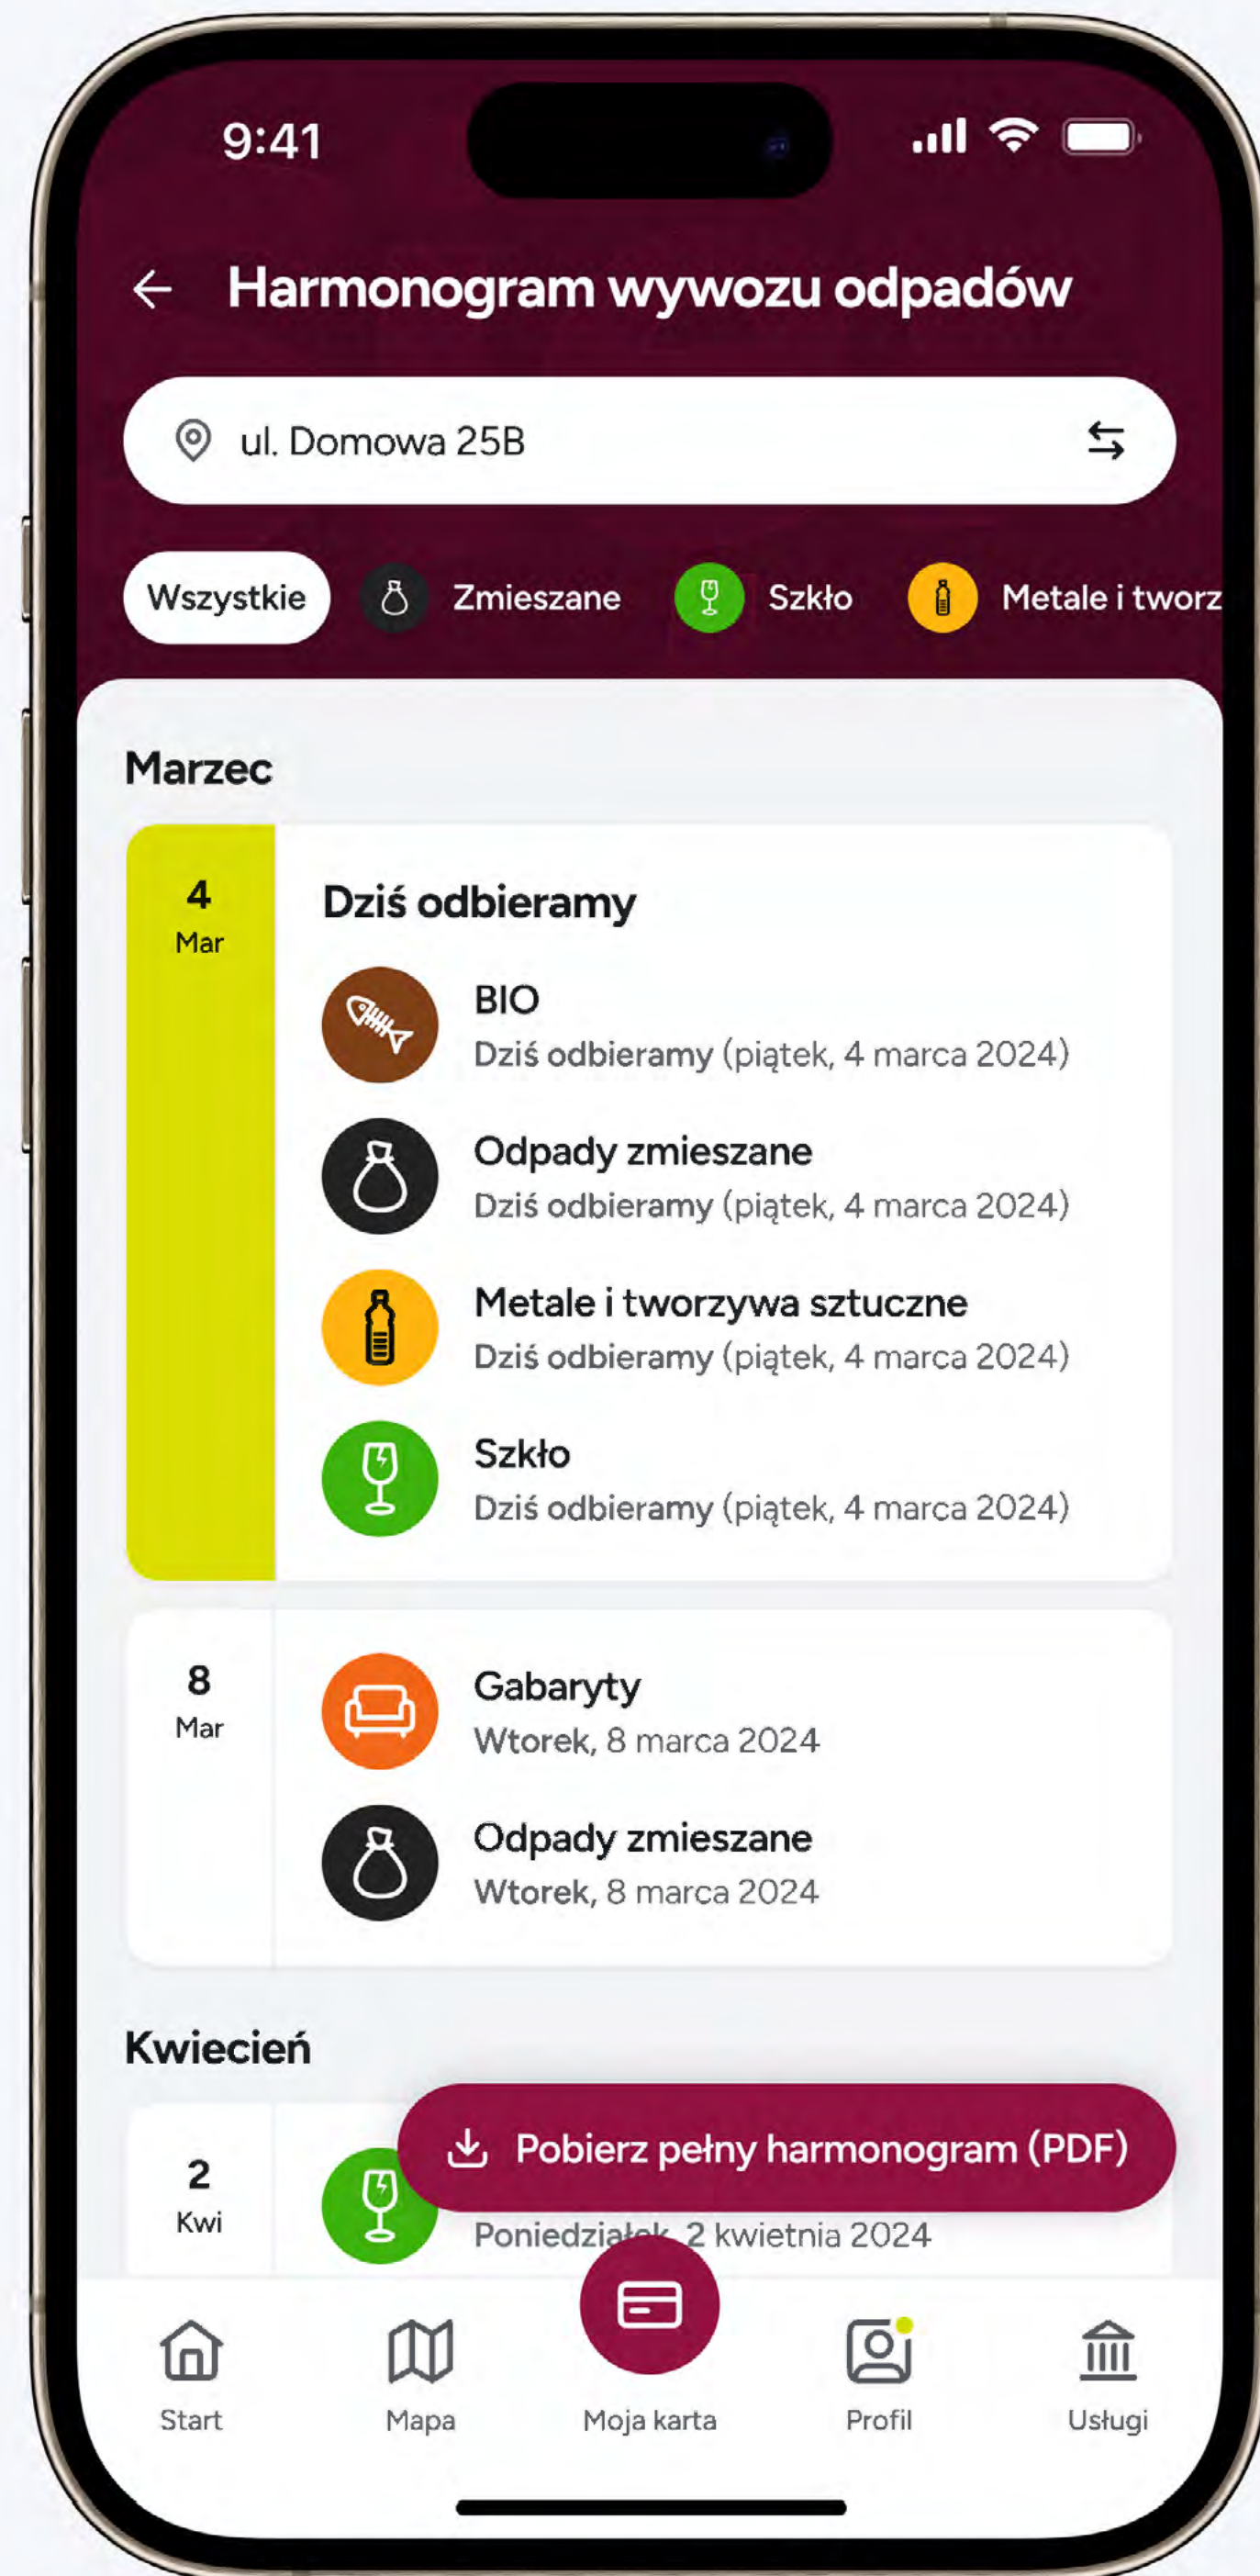 9:41
Harmonogram wywozu odpadów
ul. Domowa 25B
Wszystkie Zmieszane Szkło Metale i tworz
Marzec
4
Mar
Dziś odbieramy
BIO
Dziś odbieramy (piątek, 4 marca 2024)
Odpady zmieszane
Dziś odbieramy (piątek, 4 marca 2024)
Metale i tworzywa sztuczne
Dziś odbieramy (piątek, 4 marca 2024)
Szkło
Dziś odbieramy (piątek, 4 marca 2024)
8
Mar
Gabaryty
Wtorek, 8 marca 2024
Odpady zmieszane
Wtorek, 8 marca 2024
Kwiecień
2
Kwi
Pobierz pełny harmonogram (PDF)
Poniedziałek, 2 kwietnia 2024
Start Mapa Moja karta Profil Usługi